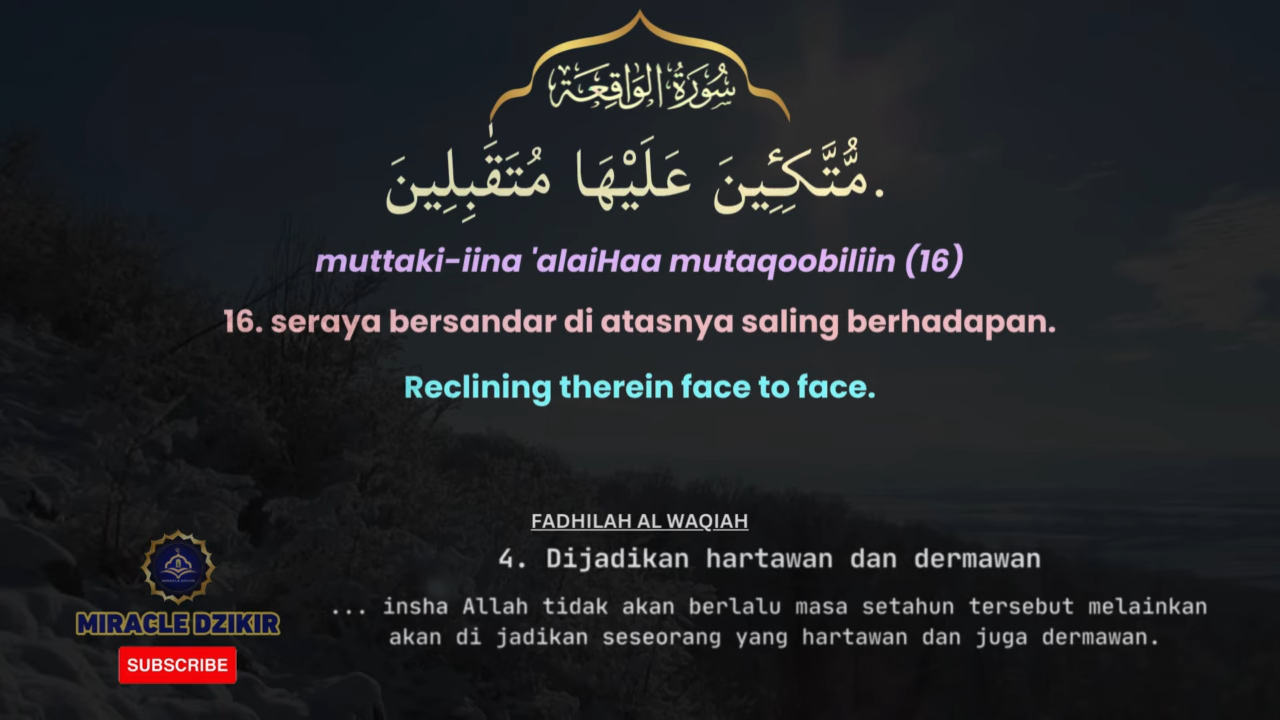 سُورَةُ الوَاقِعَة
مُّتَّكِـِٔينَ عَلَيْهَا مُتَقَٰبِلِينَ.
muttaki-iina 'alaiHaa mutaqoobiliin (16)
16. seraya bersandar di atasnya saling berhadapan.
Reclining therein face to face.
FADHILAH AL WAQIAH
4. Dijadikan hartawan dan dermawan
... insha Allah tidak akan berlalu masa setahun tersebut melainkan
akan di jadikan seseorang yang hartawan dan juga dermawan.
MIRACLE DZIKIR
SUBSCRIBE